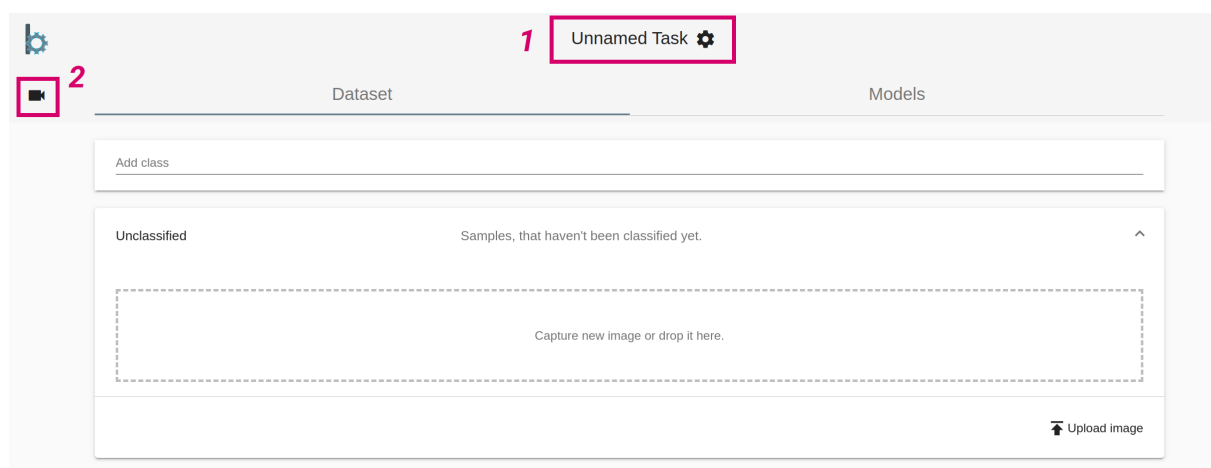 1 Unnamed Task
2
Dataset Models
Add class
Unclassified Samples, that haven't been classified yet.
Capture new image or drop it here.
Upload image